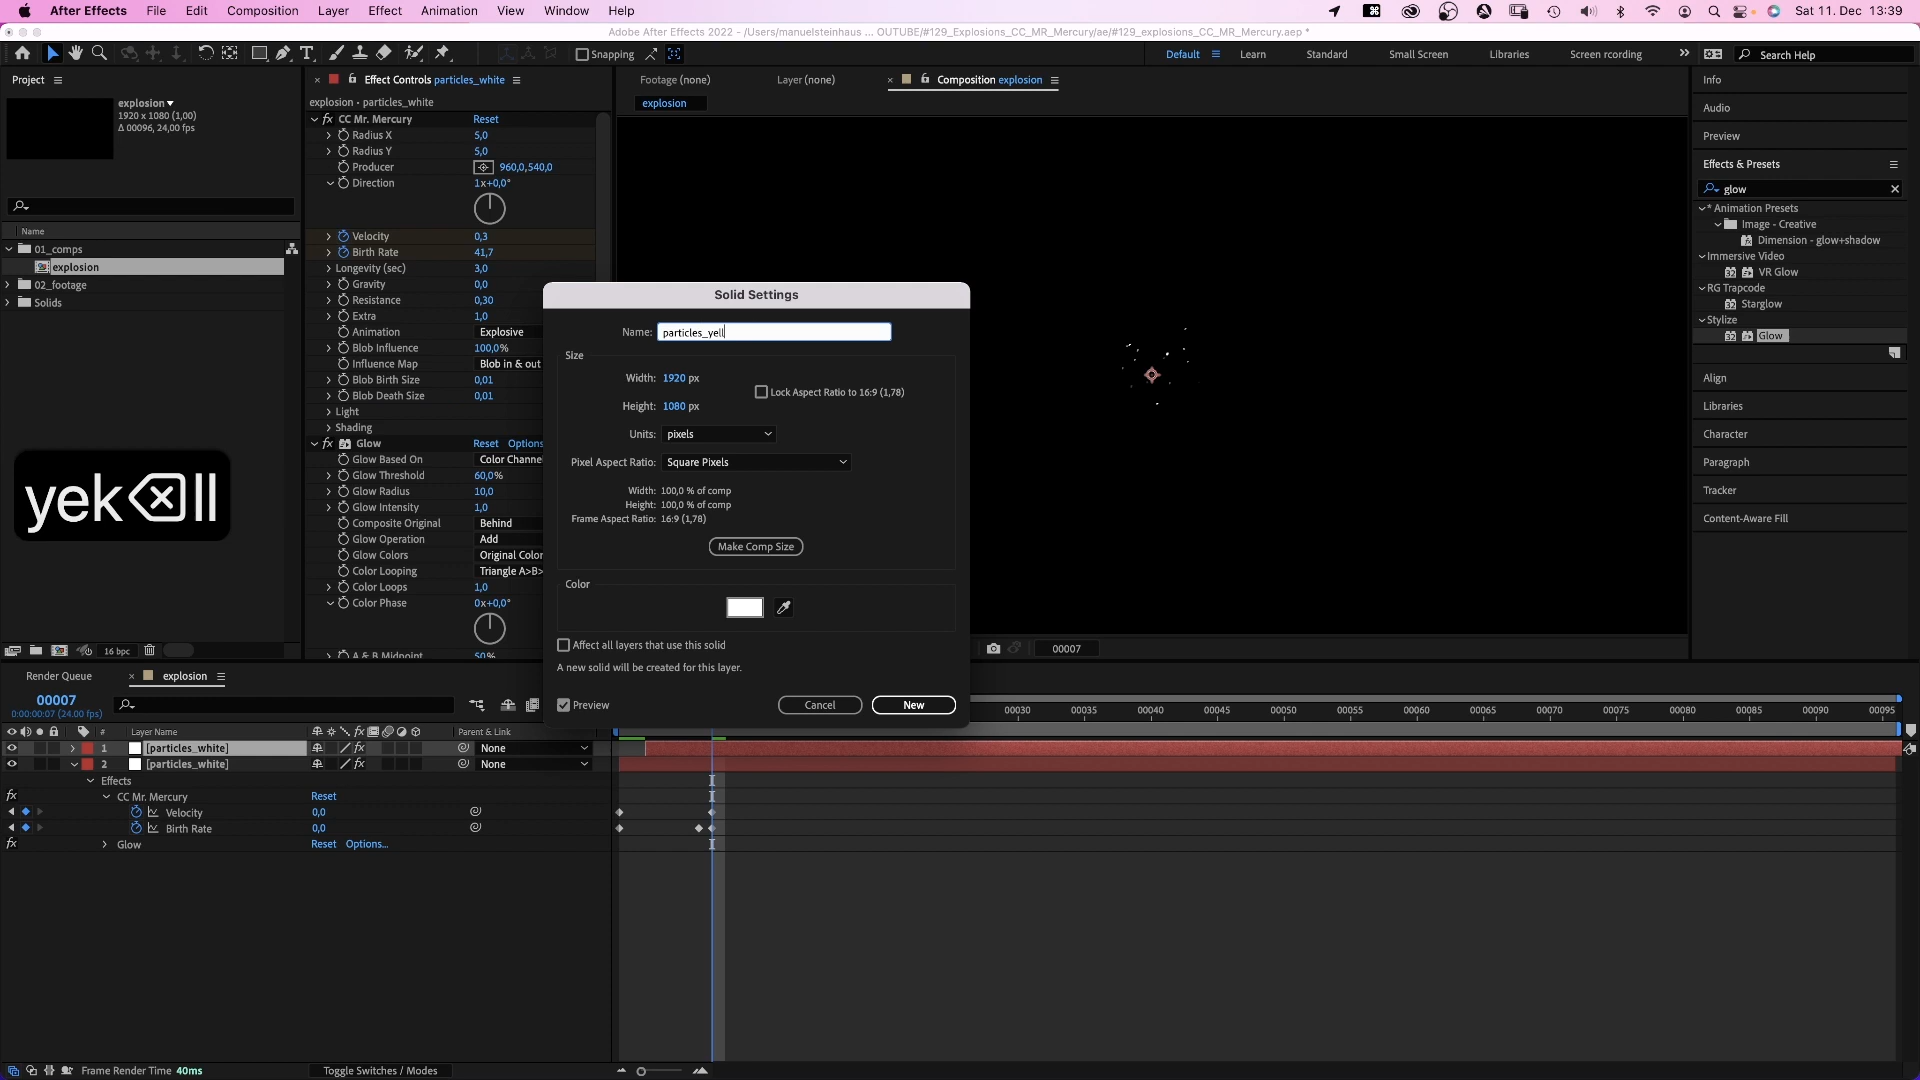 After Effects File Edit Composition Layer Effect Animation View Window Help Sat 11. Dec 13:39
Adobe After Effects 2022 - /Users/manuelsteinhaus ... OUTUBE/#129_Explosions_CC_MR_Mercury/ae/#129_explosions_CC_MR_Mercury.aep *
Snapping Default Learn Standard Small Screen Libraries Screen recording Search Help
Project
explosion
1920 x 1080 (1,00)
Δ 00096, 24,00 fps
Name
01_comps
explosion
02_footage
Solids
16 bpc
yek ll
Effect Controls particles_white
explosion • particles_white
CC Mr. Mercury Reset
Radius X 5,0
Radius Y 5,0
Producer 960,0,540,0
Direction 1x+0,0°
Velocity 0,3
Birth Rate 41,7
Longevity (sec) 3,0
Gravity 0,0
Resistance 0,30
Extra 1,0
Animation Explosive
Blob Influence 100,0%
Influence Map Blob in & out
Blob Birth Size 0,01
Blob Death Size 0,01
Light
Shading
Glow Reset Options
Glow Based On Color Channe
Glow Threshold 60,0%
Glow Radius 10,0
Glow Intensity 1,0
Composite Original Behind
Glow Operation Add
Glow Colors Original Color
Color Looping Triangle A>B>
Color Loops 1,0
Color Phase 0x+0,0°
A & B Midpoint 50%
Footage (none) Layer (none) Composition explosion
explosion
00007
Solid Settings
Name: particles_yell
Size
Width: 1920 px
Lock Aspect Ratio to 16:9 (1,78)
Height: 1080 px
Units: pixels
Pixel Aspect Ratio: Square Pixels
Width: 100,0 % of comp
Height: 100,0 % of comp
Frame Aspect Ratio: 16:9 (1,78)
Make Comp Size
Color
Affect all layers that use this solid
A new solid will be created for this layer.
Preview Cancel New
Info
Audio
Preview
Effects & Presets
glow
* Animation Presets
Image - Creative
Dimension - glow+shadow
Immersive Video
32 VR Glow
RG Trapcode
32 Starglow
Stylize
32 Glow
Align
Libraries
Character
Paragraph
Tracker
Content-Aware Fill
Render Queue explosion
00007
0:00:00:07 (24.00 fps)
00030 00035 00040 00045 00050 00055 00060 00065 00070 00075 00080 00085 00090 00095
# Layer Name Parent & Link
1 [particles_white] None
2 [particles_white] None
Effects
CC Mr. Mercury Reset
Velocity 0,0
Birth Rate 0,0
Glow Reset Options...
Frame Render Time 40ms Toggle Switches / Modes